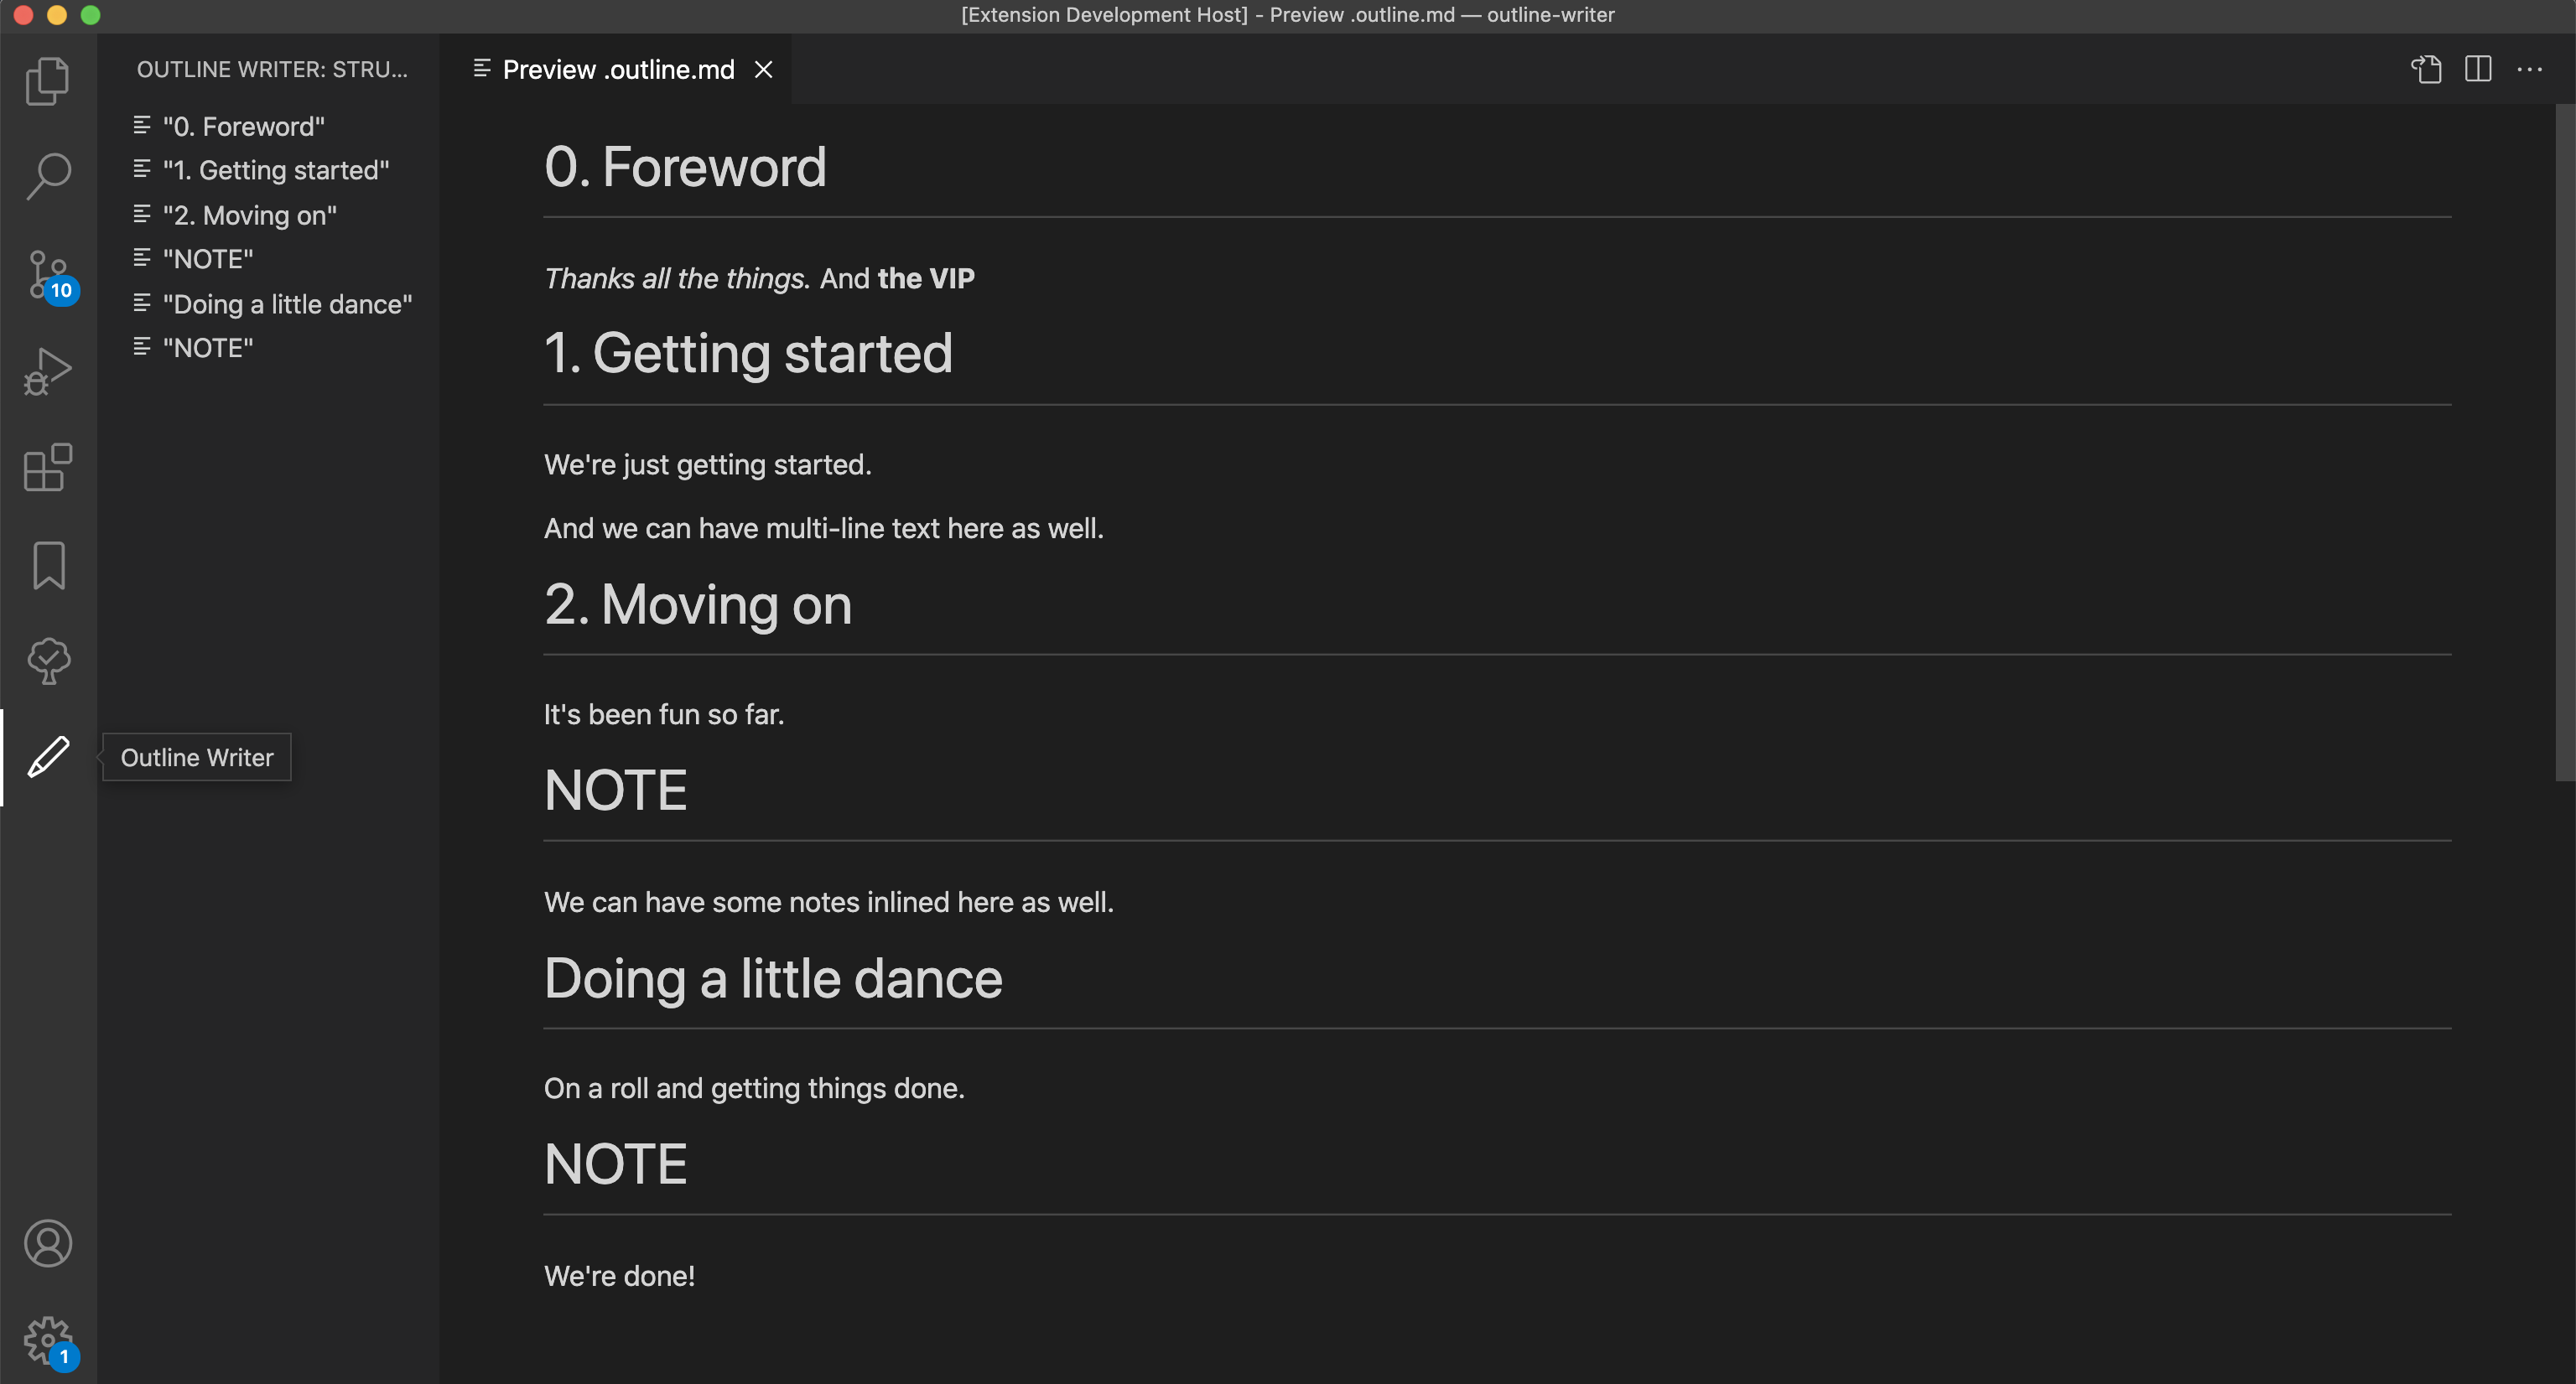 [Extension Development Host] - Preview .outline.md — outline-writer
OUTLINE WRITER: STRU...
"0. Foreword"
"1. Getting started"
"2. Moving on"
"NOTE"
"Doing a little dance"
"NOTE"
10
Outline Writer
1
Preview .outline.md
0. Foreword
Thanks all the things. And the VIP
1. Getting started
We're just getting started.
And we can have multi-line text here as well.
2. Moving on
It's been fun so far.
NOTE
We can have some notes inlined here as well.
Doing a little dance
On a roll and getting things done.
NOTE
We're done!